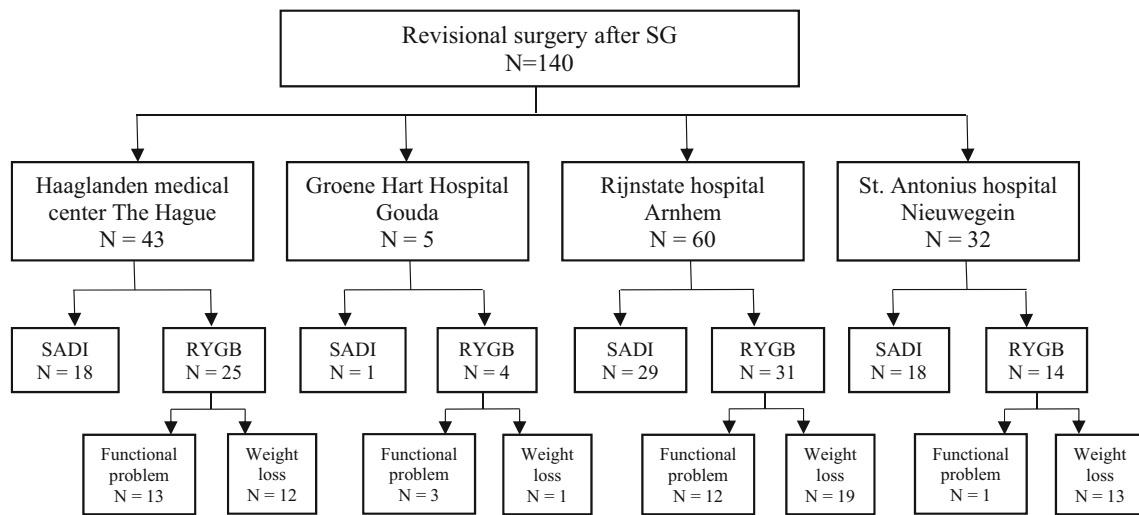 Revisional surgery after SG
N=140
Haaglanden medical
center The Hague
N = 43
Groene Hart Hospital
Gouda
N = 5
Rijnstate hospital
Arnhem
N = 60
St. Antonius hospital
Nieuwegein
N = 32
SADI
N = 18
RYGB
N = 25
SADI
N = 1
RYGB
N = 4
SADI
N = 29
RYGB
N = 31
SADI
N = 18
RYGB
N = 14
Functional
problem
N = 13
Weight
loss
N = 12
Functional
problem
N = 3
Weight
loss
N = 1
Functional
problem
N = 12
Weight
loss
N = 19
Functional
problem
N = 1
Weight
loss
N = 13